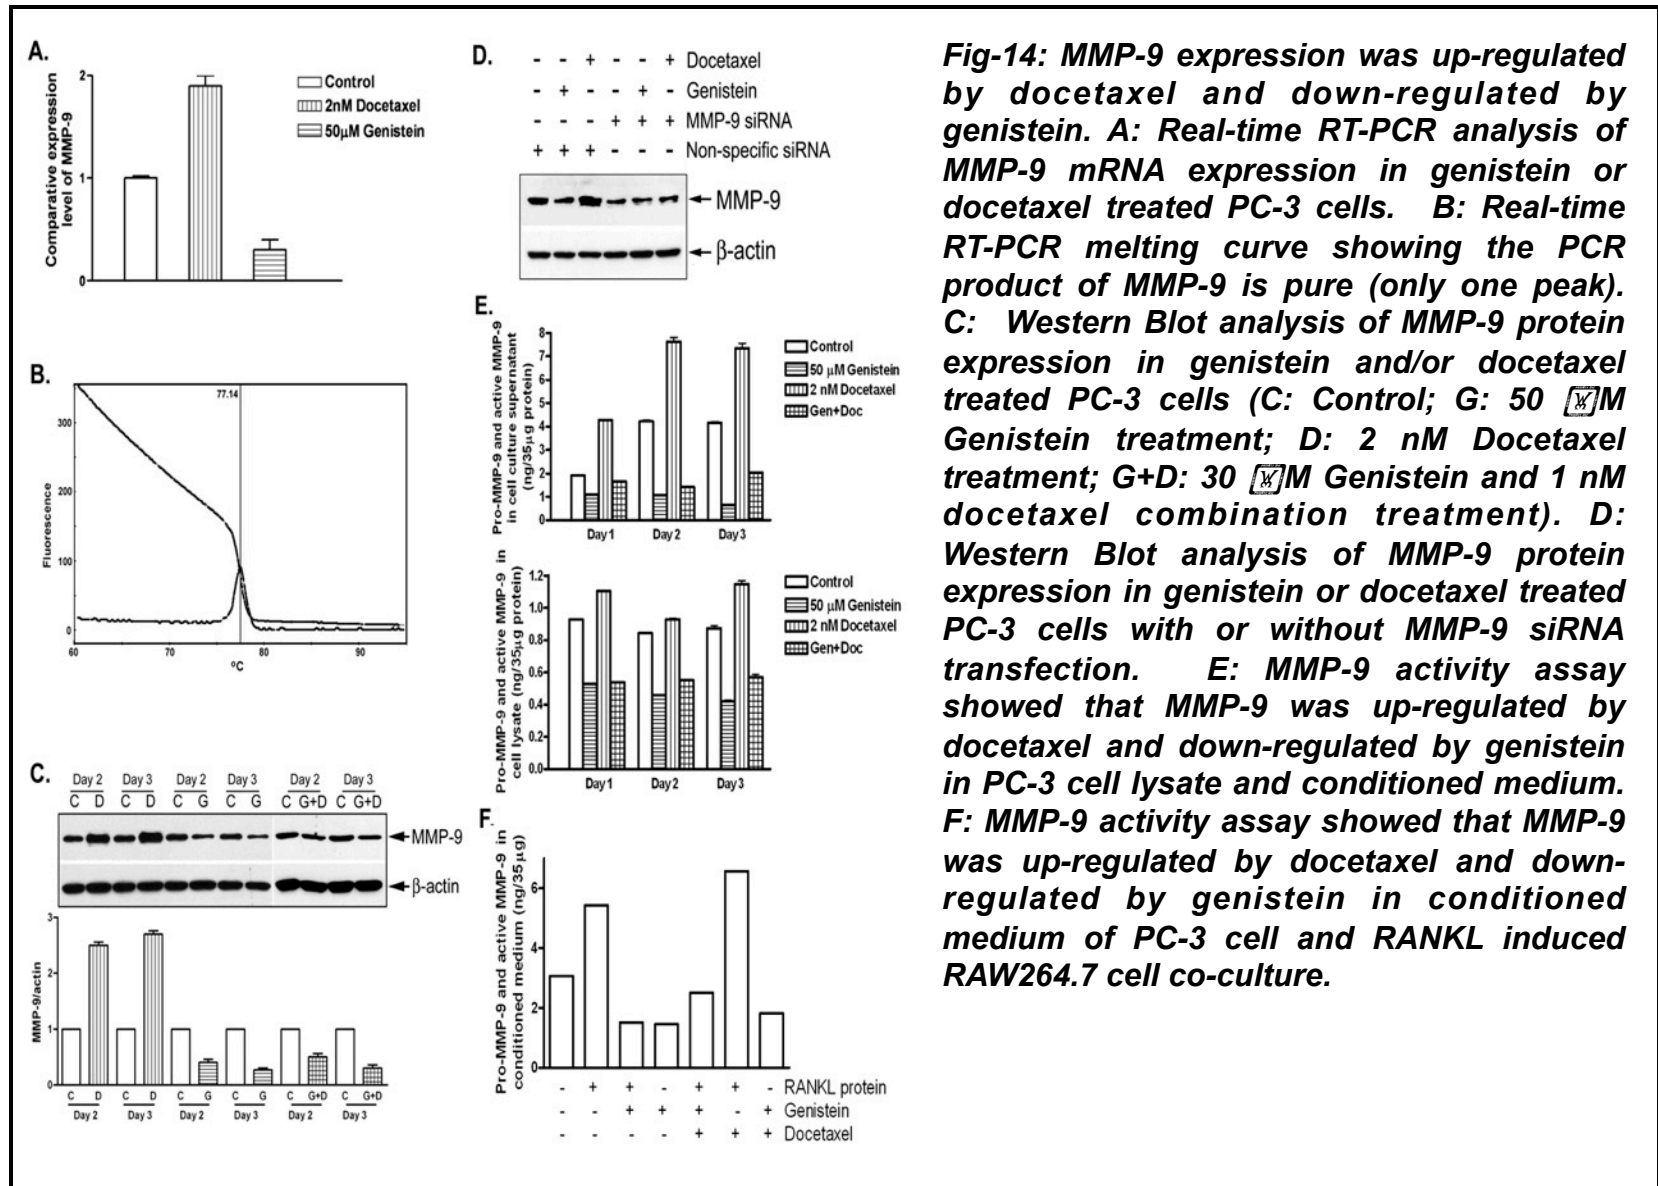 A.
Comparative expression
level of MMP-9
2
1
0
Control
2nM Docetaxel
50µM Genistein
B.
Fluorescence
300
200
100
0
77.14
60
70
80
90
ºC
C.
Day 2 Day 3 Day 2 Day 3 Day 2 Day 3
C D C D C G C G C G+D C G+D
MMP-9
β-actin
MMP-9/actin
3
3
1
0
C D C D C G C G C G+D C G+D
Day 2 Day 3 Day 2 Day 3 Day 2 Day 3
D.
- - + - - + Docetaxel
- + - - + - Genistein
- - - + + + MMP-9 siRNA
+ + + - - - Non-specific siRNA
MMP-9
β-actin
E.
Pro-MMP-9 and active MMP-9
in cell culture supernatant
(ng/35µg protein)
8
7
6
5
4
2
1
0
Day 1 Day 2 Day 3
Control
50 µM Genistein
2 nM Docetaxel
Gen+Doc
Pro-MMP-9 and active MMP-9 in
cell lysate (ng/35µg protein)
1.2
1.0
0.8
0.6
0.4
0.2
0.0
Day 1 Day 2 Day 3
Control
50 µM Genistein
2 nM Docetaxel
Gen+Doc
F.
Pro-MMP-9 and active MMP-9 in
conditioned medium (ng/35µg)
6
4
2
0
- + + - + + - RANKL protein
- - + + + - + Genistein
- - - - + + + Docetaxel
Fig-14: MMP-9 expression was up-regulated
by docetaxel and down-regulated by
genistein. A: Real-time RT-PCR analysis of
MMP-9 mRNA expression in genistein or
docetaxel treated PC-3 cells. B: Real-time
RT-PCR melting curve showing the PCR
product of MMP-9 is pure (only one peak).
C: Western Blot analysis of MMP-9 protein
expression in genistein and/or docetaxel
treated PC-3 cells (C: Control; G: 50 M
Genistein treatment; D: 2 nM Docetaxel
treatment; G+D: 30 M Genistein and 1 nM
docetaxel combination treatment). D:
Western Blot analysis of MMP-9 protein
expression in genistein or docetaxel treated
PC-3 cells with or without MMP-9 siRNA
transfection. E: MMP-9 activity assay
showed that MMP-9 was up-regulated by
docetaxel and down-regulated by genistein
in PC-3 cell lysate and conditioned medium.
F: MMP-9 activity assay showed that MMP-9
was up-regulated by docetaxel and down-
regulated by genistein in conditioned
medium of PC-3 cell and RANKL induced
RAW264.7 cell co-culture.